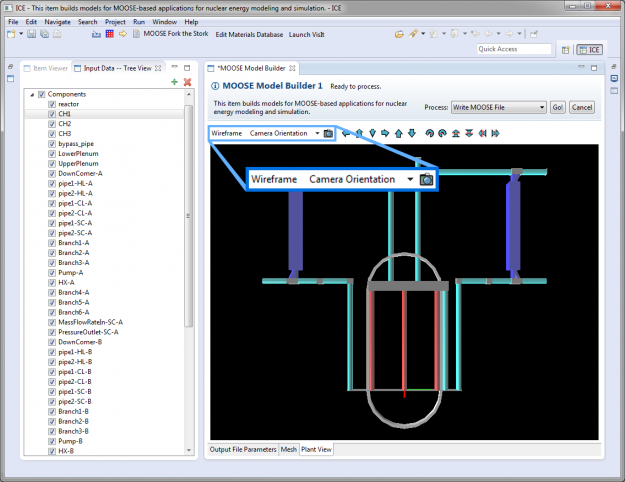 ICE - This item builds models for MOOSE-based applications for nuclear energy modeling and simulation. - ICE
File Edit Navigate Search Project Run Window Help
MOOSE Fork the Stork Edit Materials Database Launch VisIt
Quick Access
ICE
Item Viewer Input Data -- Tree View
*MOOSE Model Builder
Components
reactor
CH1
CH2
CH3
bypass_pipe
LowerPlenum
UpperPlenum
DownComer-A
pipe1-HL-A
pipe2-HL-A
pipe1-CL-A
pipe2-CL-A
pipe1-SC-A
pipe2-SC-A
Branch1-A
Branch2-A
Branch3-A
Pump-A
HX-A
Branch4-A
Branch5-A
Branch6-A
MassFlowRateIn-SC-A
PressureOutlet-SC-A
DownComer-B
pipe1-HL-B
pipe2-HL-B
pipe1-CL-B
pipe2-CL-B
pipe1-SC-B
pipe2-SC-B
Branch1-B
Branch2-B
Branch3-B
Pump-B
HX-B
MOOSE Model Builder 1 Ready to process.
This item builds models for MOOSE-based applications for nuclear
energy modeling and simulation.
Process: Write MOOSE File Go! Cancel
Wireframe Camera Orientation
Wireframe Camera Orientation
Output File Parameters Mesh Plant View